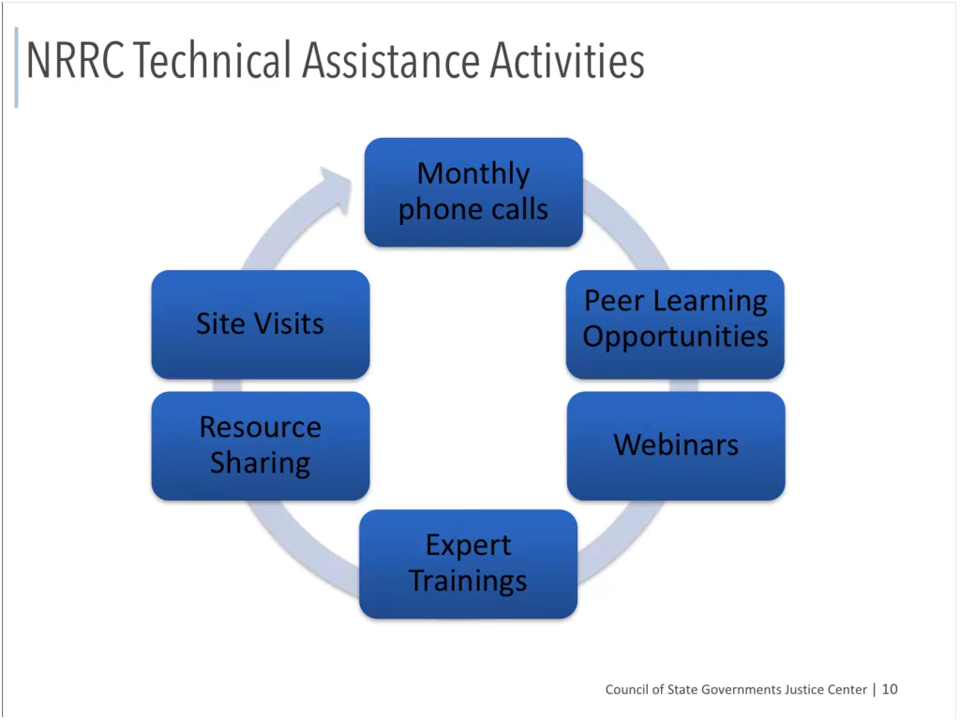 NRRC Technical Assistance Activities
Monthly
phone calls
Peer Learning
Opportunities
Webinars
Expert
Trainings
Resource
Sharing
Site Visits
Council of State Governments Justice Center | 10